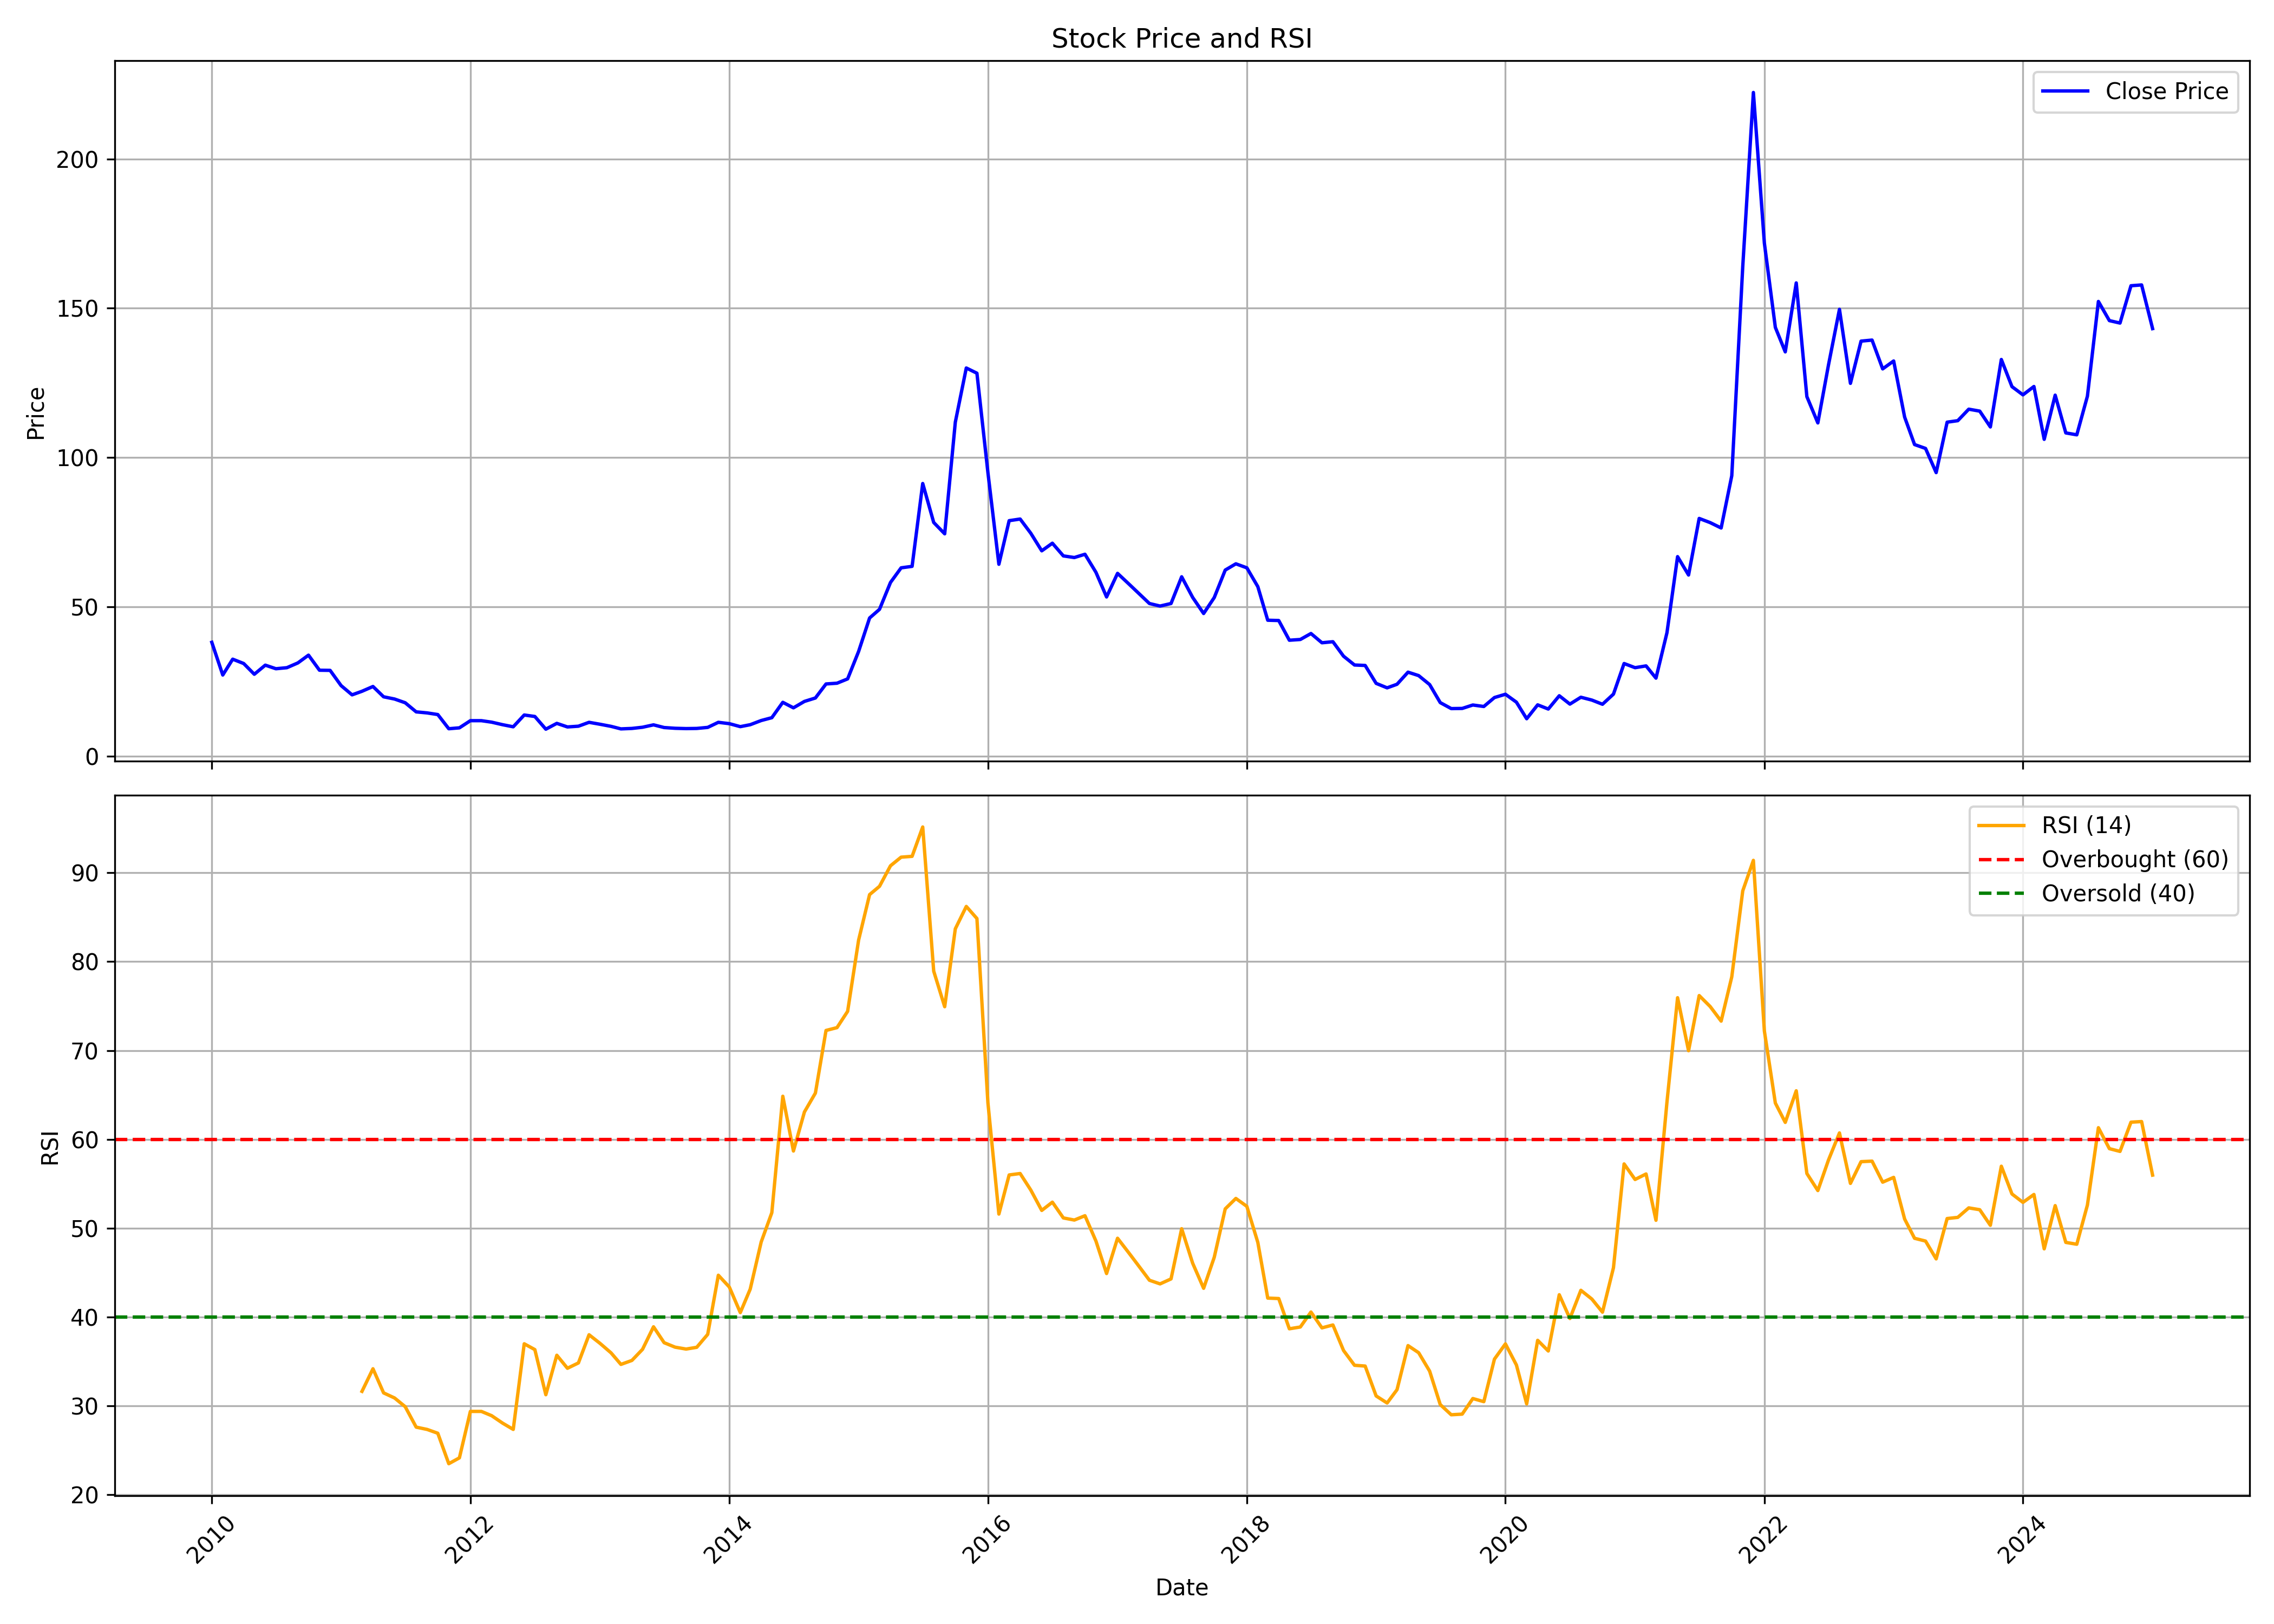 Stock Price and RSI
Close Price
Price
200
150
100
50
0
RSI (14)
Overbought (60)
Oversold (40)
RSI
90
80
70
60
50
40
30
20
2010 2012 2014 2016 2018 2020 2022 2024
Date